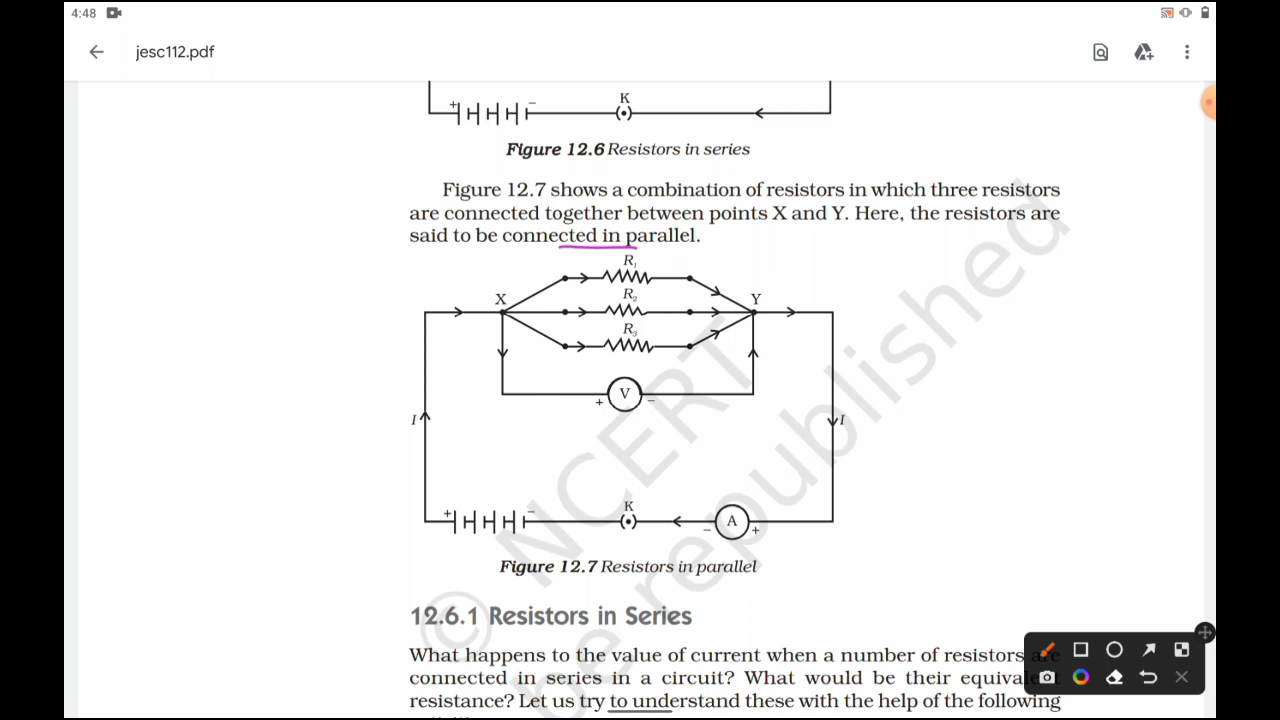 4:48
jesc112.pdf
K
+ −
Figure 12.6 Resistors in series
Figure 12.7 shows a combination of resistors in which three resistors
are connected together between points X and Y. Here, the resistors are
said to be connected in parallel.
R₁
X R₂ Y
R₃
V
+ −
I I
K
+ − A
− +
Figure 12.7 Resistors in parallel
12.6.1 Resistors in Series
What happens to the value of current when a number of resistors are
connected in series in a circuit? What would be their equivalent
resistance? Let us try to understand these with the help of the following
© NCERT
be republished